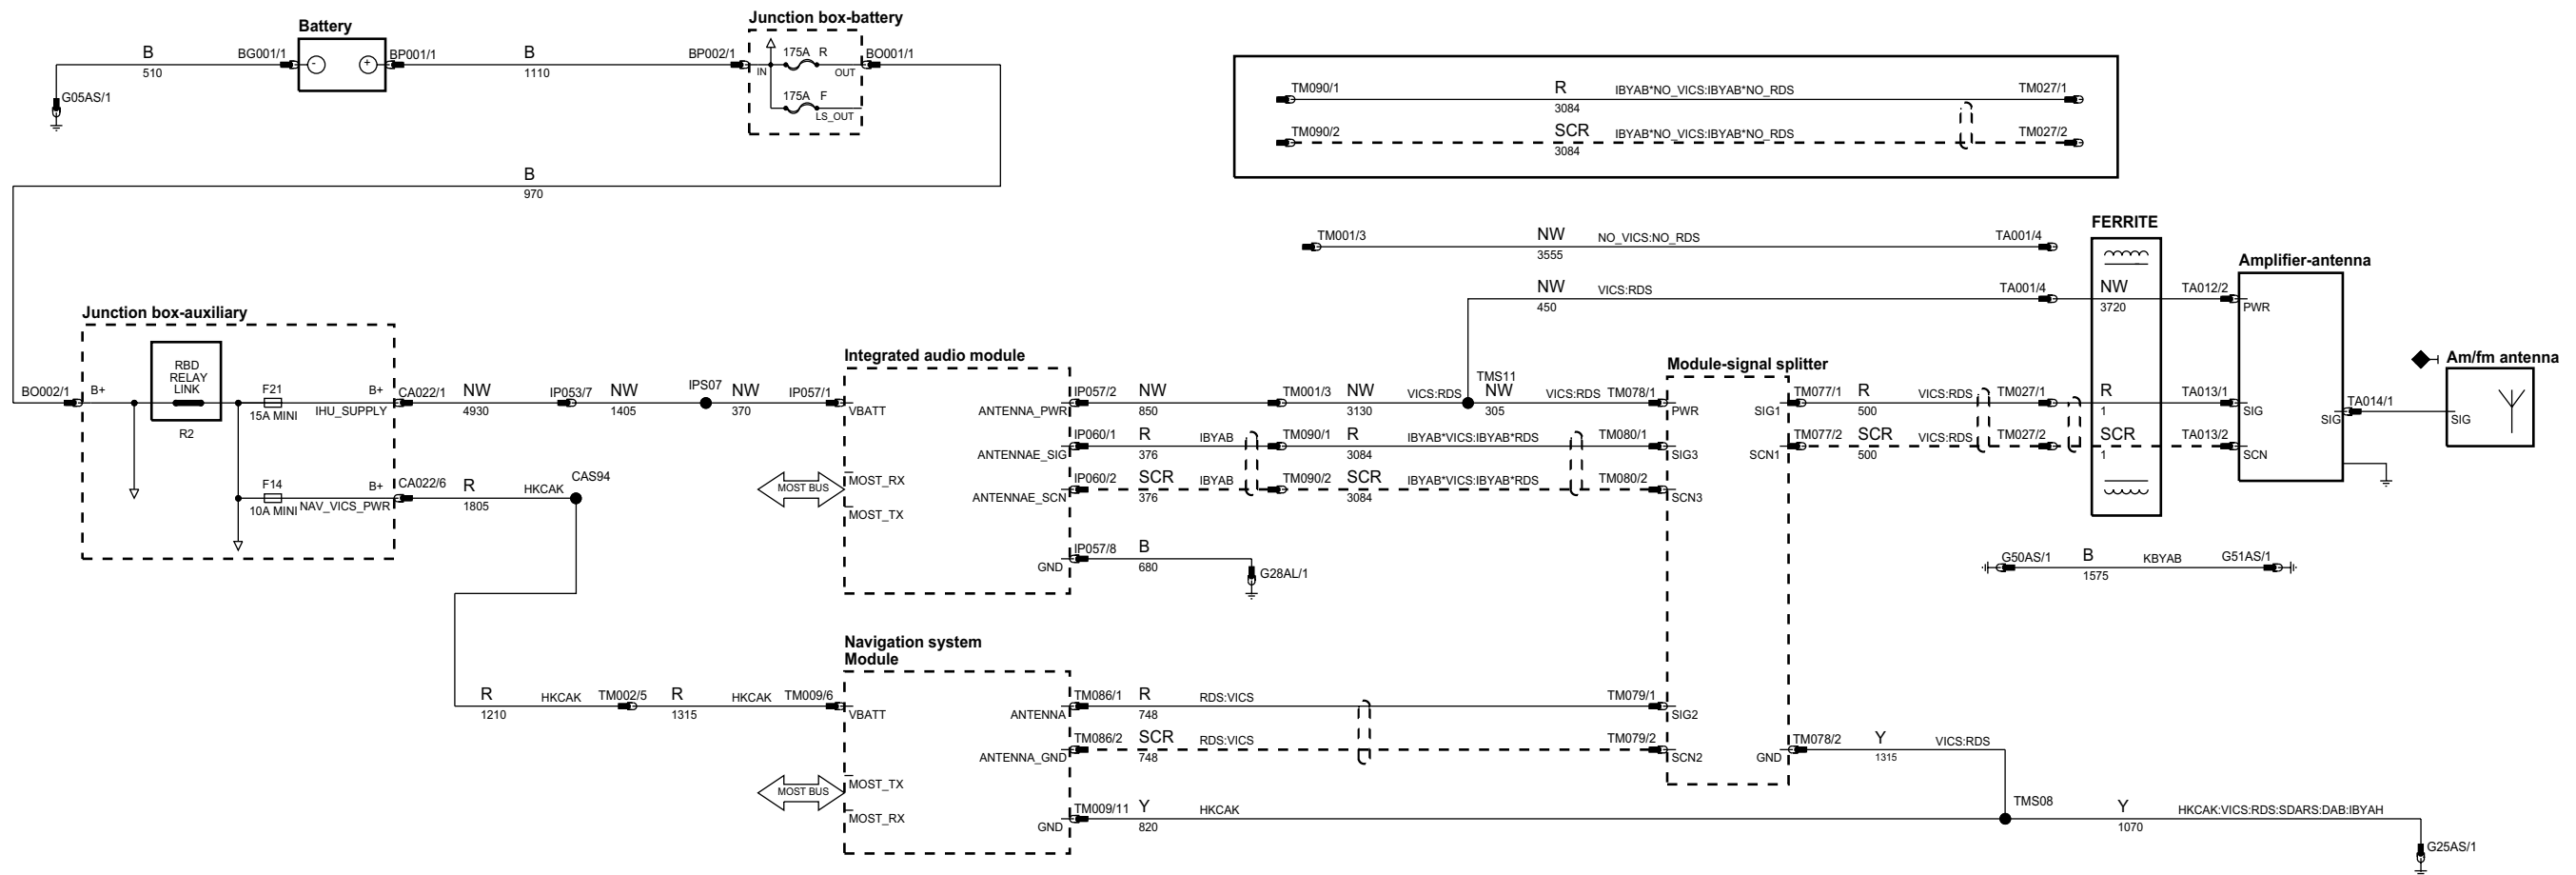 Battery
Junction box-battery
B
510
BG001/1
-
+
BP001/1
B
1110
BP002/1
IN
175A R
OUT
BO001/1
175A F
LS_OUT
G05AS/1
B
970
TM090/1
R
3084
IBYAB*NO_VICS:IBYAB*NO_RDS
TM027/1
TM090/2
SCR
3084
IBYAB*NO_VICS:IBYAB*NO_RDS
TM027/2
TM001/3
NW
3555
NO_VICS:NO_RDS
TA001/4
NW
450
VICS:RDS
TA001/4
FERRITE
NW
3720
TA012/2
Amplifier-antenna
PWR
Am/fm antenna
Junction box-auxiliary
BO002/1
B+
RBD
RELAY
LINK
R2
F21
15A MINI
B+
IHU_SUPPLY
CA022/1
NW
4930
IP053/7
NW
1405
IPS07
NW
370
IP057/1
F14
10A MINI
B+
NAV_VICS_PWR
CA022/6
R
1805
HKCAK
CAS94
Integrated audio module
VBATT
MOST BUS
MOST_RX
MOST_TX
ANTENNA_PWR
ANTENNAE_SIG
ANTENNAE_SCN
GND
IP057/2
NW
850
TM001/3
NW
3130
VICS:RDS
TMS11
NW
305
VICS:RDS
TM078/1
IP060/1
R
376
IBYAB
TM090/1
R
3084
IBYAB*VICS:IBYAB*RDS
TM080/1
IP060/2
SCR
376
IBYAB
TM090/2
SCR
3084
IBYAB*VICS:IBYAB*RDS
TM080/2
IP057/8
B
680
G28AL/1
Module-signal splitter
PWR
SIG3
SCN3
SIG1
SCN1
SIG2
SCN2
GND
TM077/1
R
500
VICS:RDS
TM027/1
R
1
TA013/1
SIG
TM077/2
SCR
500
VICS:RDS
TM027/2
SCR
1
TA013/2
SCN
SIG
TA014/1
SIG
G50AS/1
B
1575
KBYAB
G51AS/1
Navigation system
Module
R
1210
HKCAK
TM002/5
R
1315
HKCAK
TM009/6
VBATT
MOST BUS
MOST_TX
MOST_RX
ANTENNA
ANTENNA_GND
GND
TM086/1
R
748
RDS:VICS
TM079/1
TM086/2
SCR
748
RDS:VICS
TM079/2
TM009/11
Y
820
HKCAK
TM078/2
Y
1315
VICS:RDS
TMS08
Y
1070
HKCAK:VICS:RDS:SDARS:DAB:IBYAH
G25AS/1